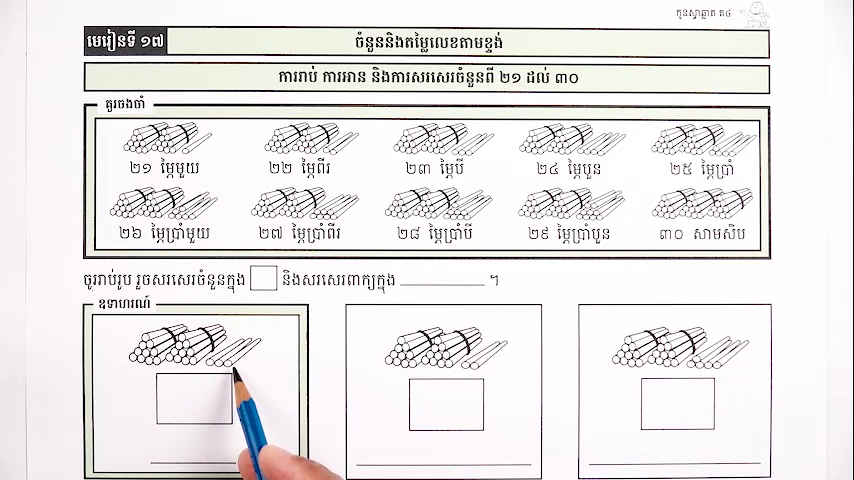 កូនស្វាឆ្លាត គ៤
មេរៀនទី ១៧ ចំនួននិងតម្លៃលេខតាមខ្ទង់
ការរាប់ ការអាន និងការសរសេរចំនួនពី ២១ ដល់ ៣០
គួរចងចាំ
២១ ម្ភៃមួយ ២២ ម្ភៃពីរ ២៣ ម្ភៃបី ២៤ ម្ភៃបួន ២៥ ម្ភៃប្រាំ
២៦ ម្ភៃប្រាំមួយ ២៧ ម្ភៃប្រាំពីរ ២៨ ម្ភៃប្រាំបី ២៩ ម្ភៃប្រាំបួន ៣០ សាមសិប
ចូររាប់រូប រួចសរសេរចំនួនក្នុង និងសរសេរពាក្យក្នុង ។
ឧទាហរណ៍